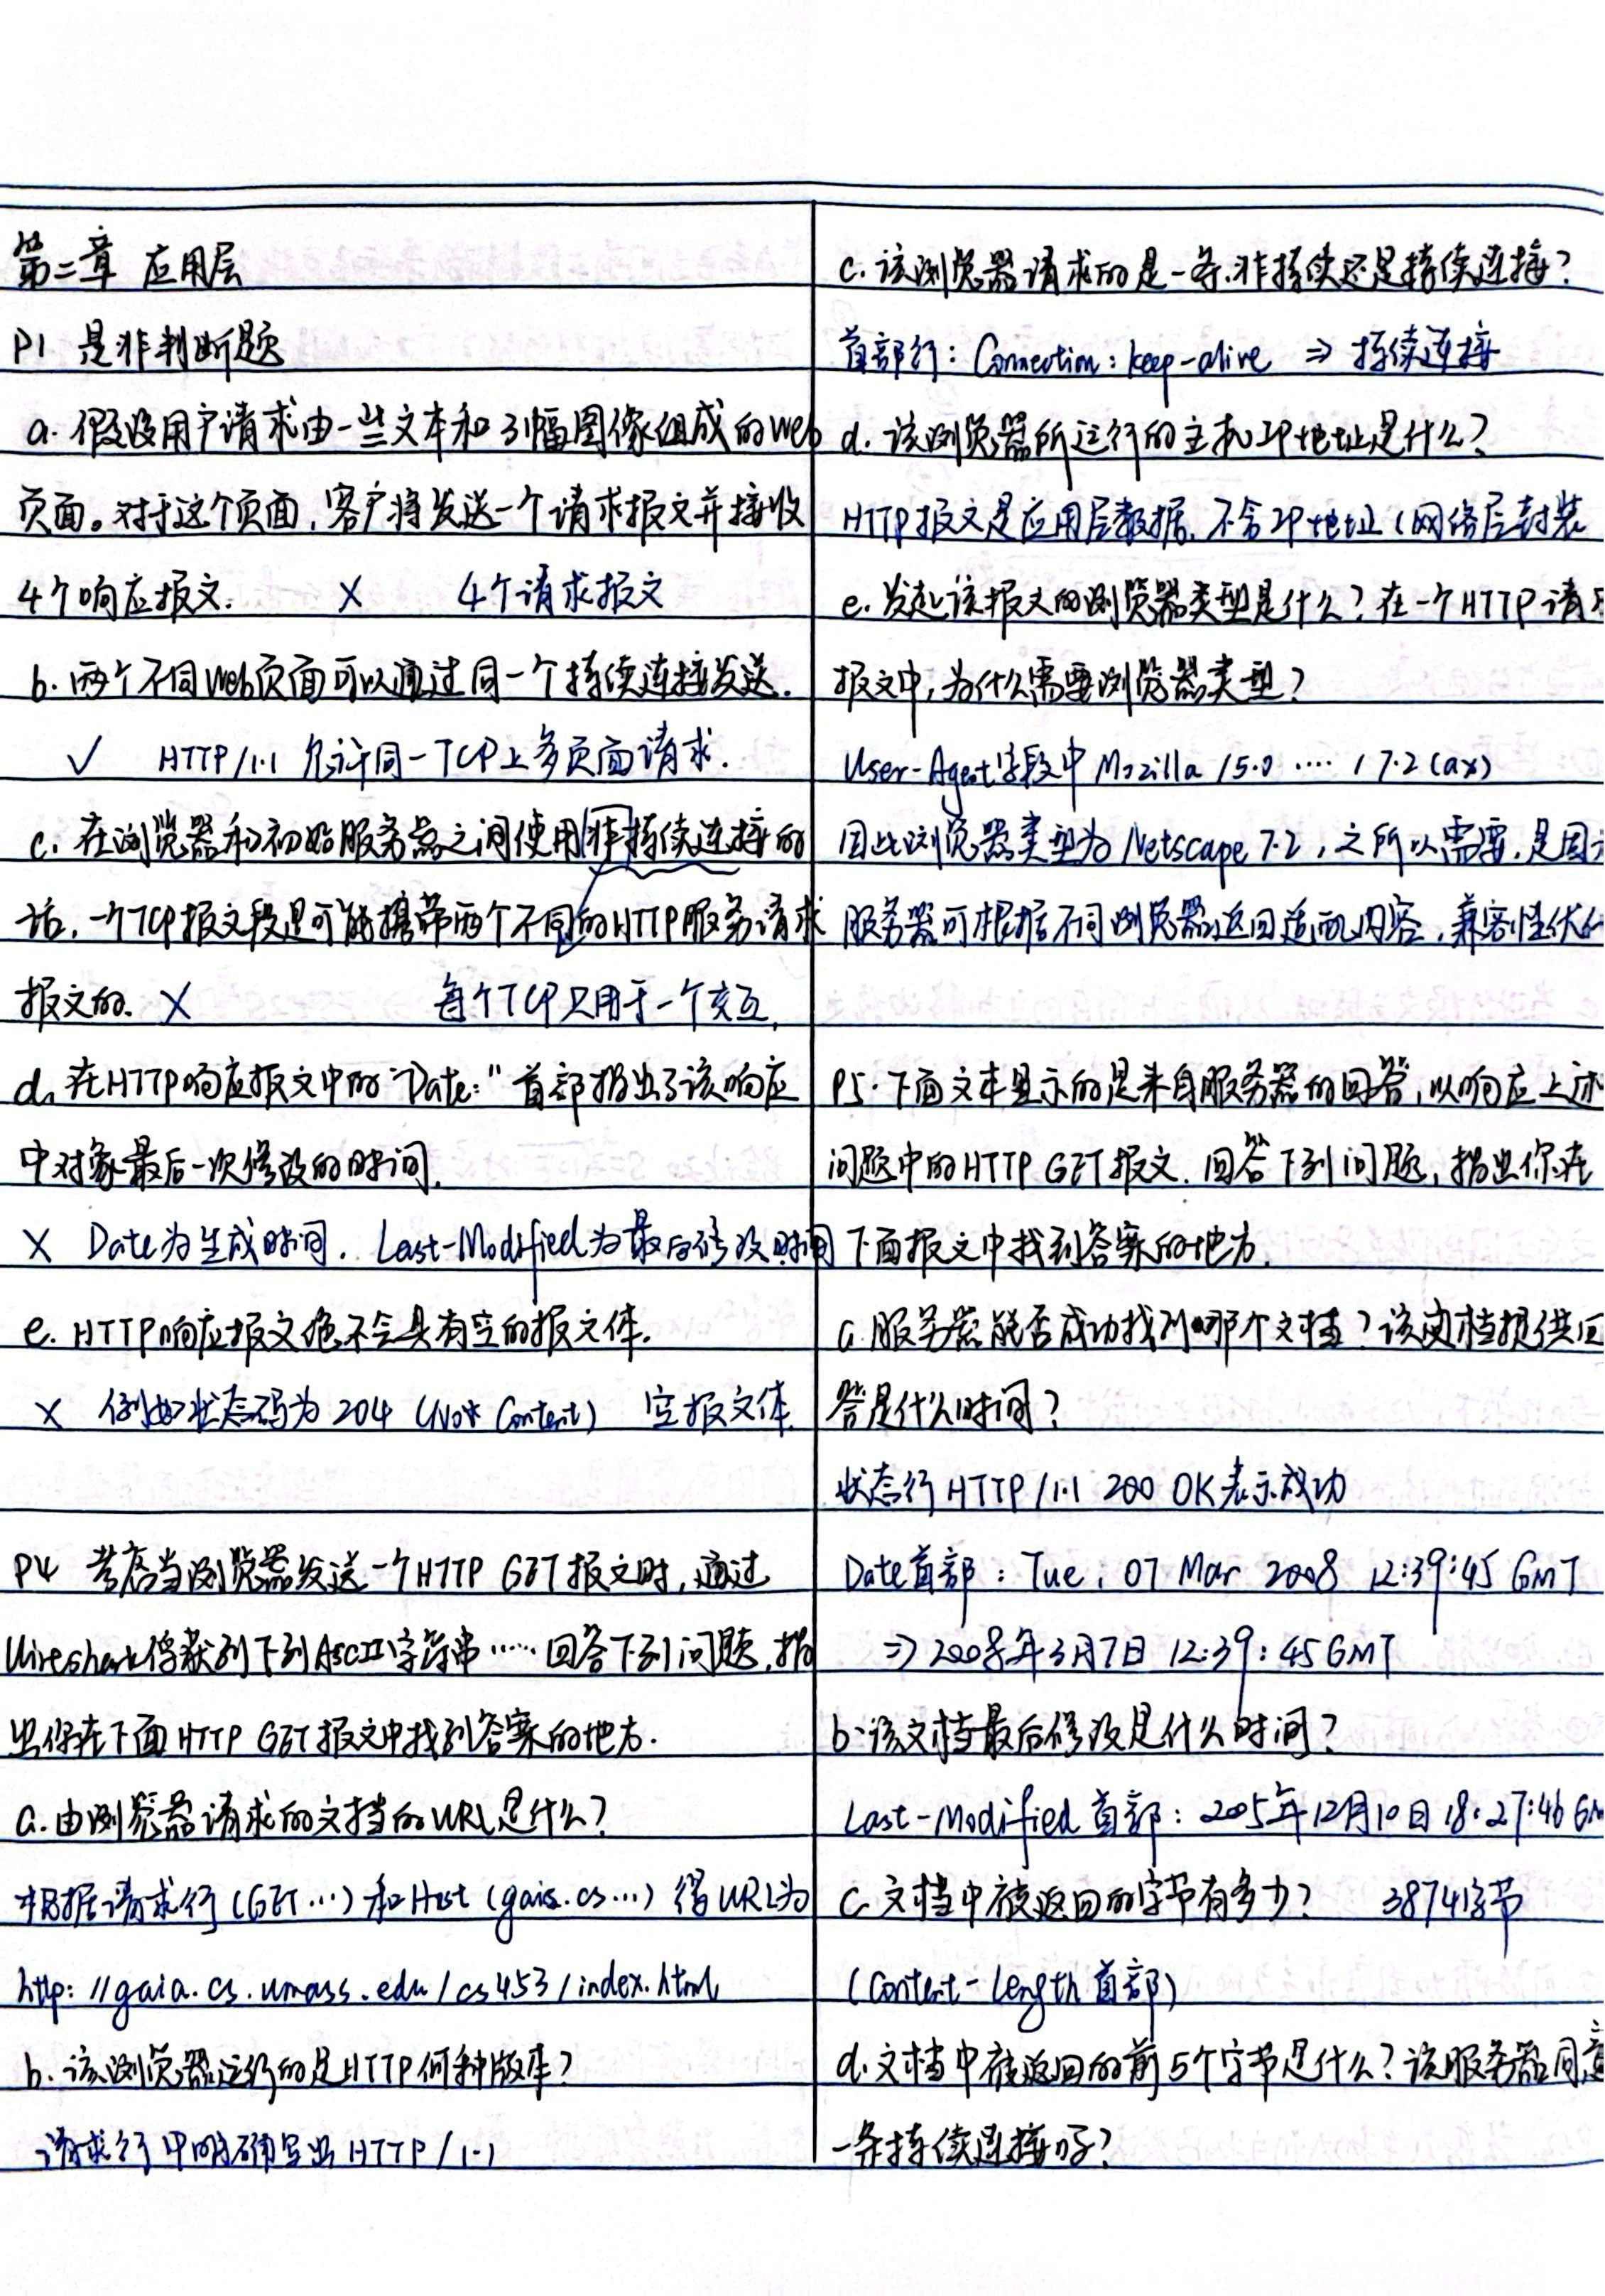 第二章 应用层
P1 是非判断题
a. 假设用户请求由一些文本和3幅图像组成的Web
页面。对于这个页面,客户将发送一个请求报文并接收
4个响应报文. × 4个请求报文
b. 两个不同Web页面可以通过同一个持续连接发送.
✓ HTTP/1.1 允许同一TCP上多页面请求.
c. 在浏览器和初始服务器之间使用非持续连接的
话,一个TCP报文段是可能携带两个不同的HTTP服务请求
报文的. × 每个TCP只用于一个交互.
d. 在HTTP响应报文中的"Date:"首部指出了该响应
中对象最后一次修改的时间.
× Date为生成时间. Last-Modified为最后修改时间
e. HTTP响应报文绝不会具有空的报文体.
× 例如状态码为204 (Not Content) 空报文体.
P4 考虑当浏览器发送一个HTTP GET报文时,通过
Wireshark俘获到下列ASCII字符串……回答下列问题,指
出你在下面HTTP GET报文中找到答案的地方.
a. 由浏览器请求的文档的URL是什么?
根据请求行(GET…)和Host (gaia.cs…) 得URL为
http://gaia.cs.umass.edu/cs453/index.html
b. 该浏览器运行的是HTTP何种版本?
请求行中明确写出HTTP/1.1
c. 该浏览器请求的是一条非持续还是持续连接?
首部行: Connection: keep-alive ⇒ 持续连接
d. 该浏览器所运行的主机IP地址是什么?
HTTP报文是应用层数据,不含IP地址(网络层封装
e. 发起该报文的浏览器类型是什么?在一个HTTP请
报文中,为什么需要浏览器类型?
User-Agent字段中Mozilla/5.0 …. /7.2 (ax)
因此浏览器类型为Netscape 7.2,之所以需要,是因
服务器可根据不同浏览器返回适配内容,兼容性优
P5. 下面文本显示的是来自服务器的回答,以响应上述
问题中的HTTP GET报文.回答下列问题,指出你在
下面报文中找到答案的地方.
a. 服务器能否成功找到哪个文档?该文档提供回
答是什么时间?
状态行HTTP/1.1 200 OK表示成功
Date首部: Tue, 07 Mar 2008 12:39:45 GMT
⇒ 2008年3月7日 12:39:45 GMT
b. 该文档最后修改是什么时间?
Last-Modified首部: 2005年12月10日 18:27:46 GM
c. 文档中被返回的字节有多少? 3874字节
(Content-Length首部)
d. 文档中被返回的前5个字节是什么?该服务器同意
一条持续连接吗?